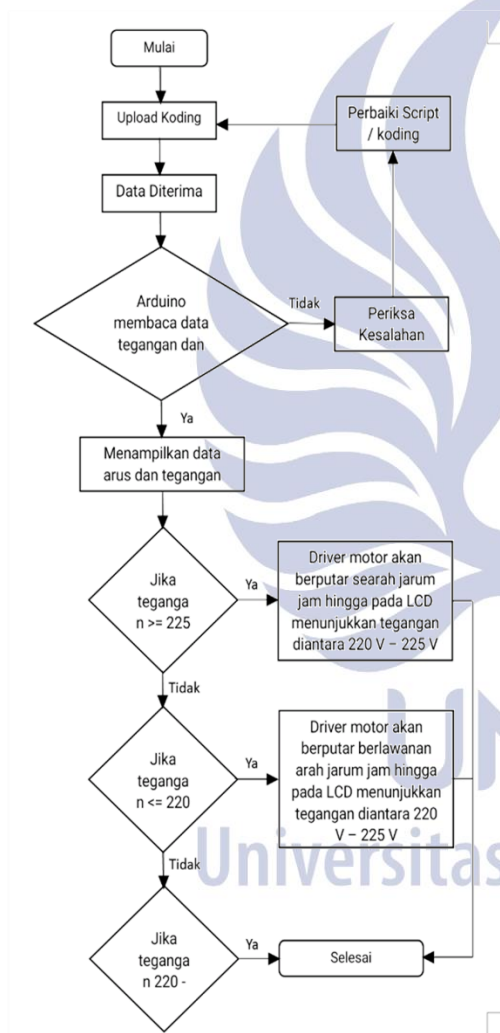 Mulai
Upload Koding
Perbaiki Script
/ koding
Data Diterima
Arduino
membaca data
tegangan dan
Tidak
Periksa
Kesalahan
Ya
Menampilkan data
arus dan tegangan
Jika
teganga
n >= 225
Ya
Driver motor akan
berputar searah jarum
jam hingga pada LCD
menunjukkan tegangan
diantara 220 V – 225 V
Tidak
Jika
teganga
n <= 220
Ya
Driver motor akan
berputar berlawanan
arah jarum jam hingga
pada LCD menunjukkan
tegangan diantara 220
V – 225 V
Tidak
UN
Universitas
Jika
teganga
n 220 -
Ya
Selesai